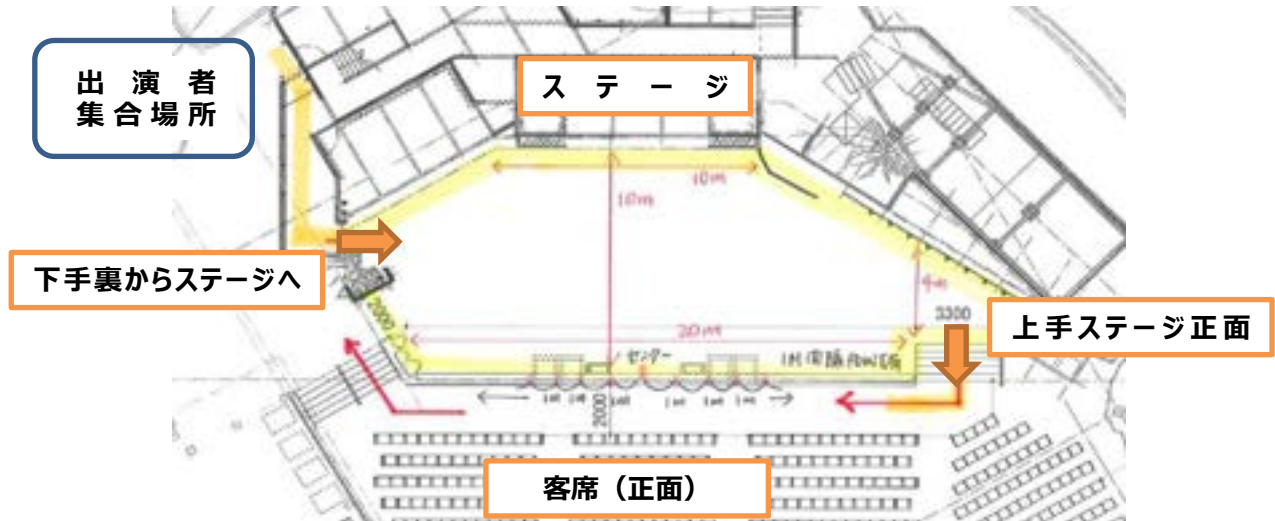 出 演 者
集 合 場 所
ス テ ー ジ
10m
10m
下手裏からステージへ
4m
2000
3300
上手ステージ正面
20m
センター
2000
客席（正面）